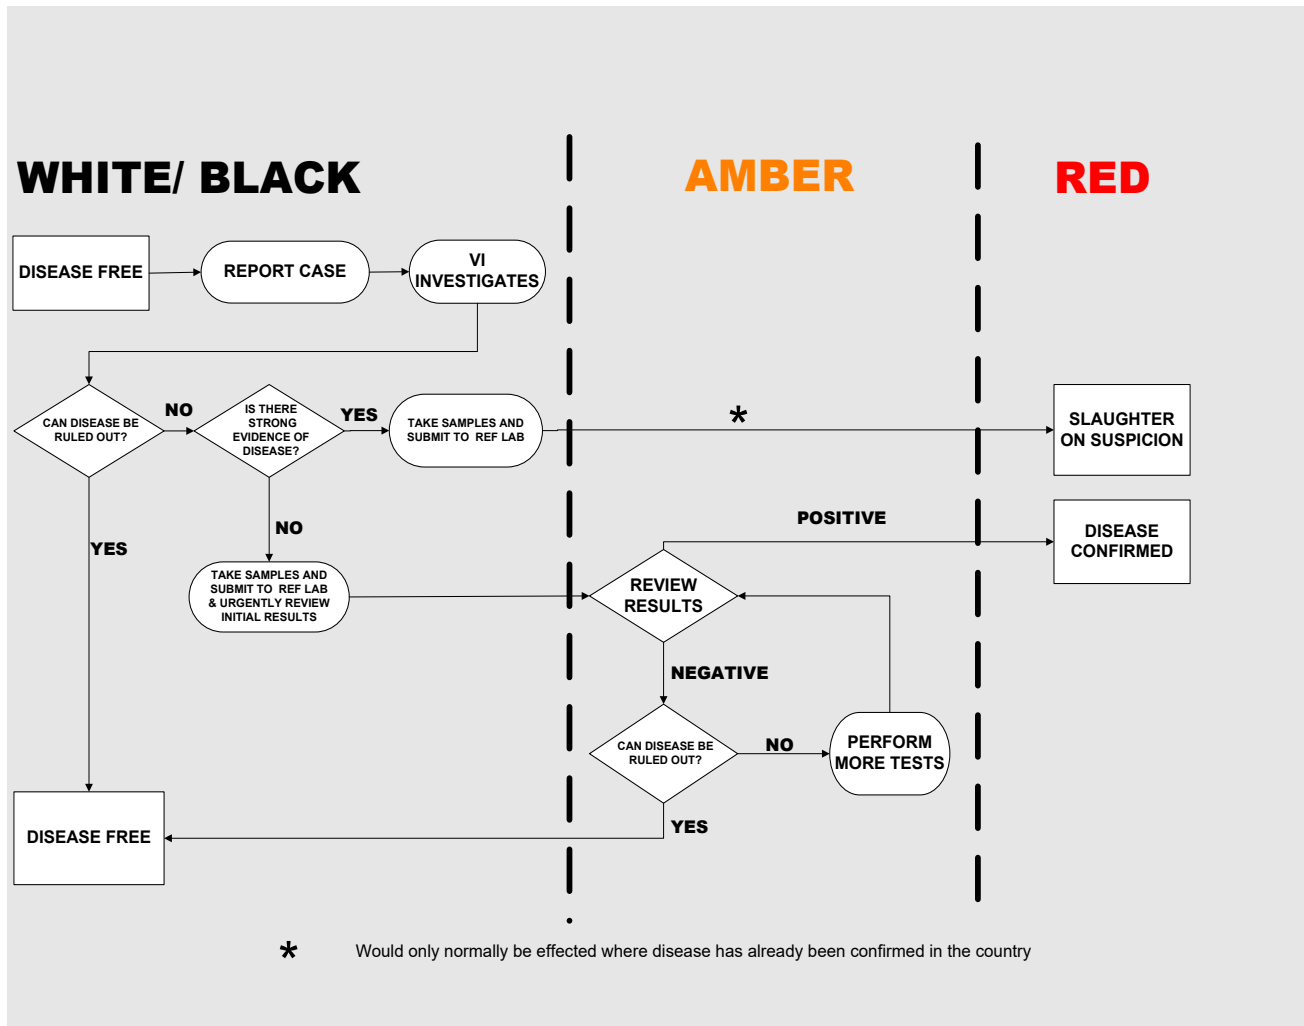 WHITE/ BLACK
AMBER
RED
DISEASE FREE
REPORT CASE
VI
INVESTIGATES
CAN DISEASE BE
RULED OUT?
NO
IS THERE
STRONG
EVIDENCE OF
DISEASE?
YES
TAKE SAMPLES AND
SUBMIT TO REF LAB
*
SLAUGHTER
ON SUSPICION
YES
NO
TAKE SAMPLES AND
SUBMIT TO REF LAB
& URGENTLY REVIEW
INITIAL RESULTS
REVIEW
RESULTS
POSITIVE
DISEASE
CONFIRMED
NEGATIVE
CAN DISEASE BE
RULED OUT?
NO
PERFORM
MORE TESTS
YES
DISEASE FREE
* Would only normally be effected where disease has already been confirmed in the country